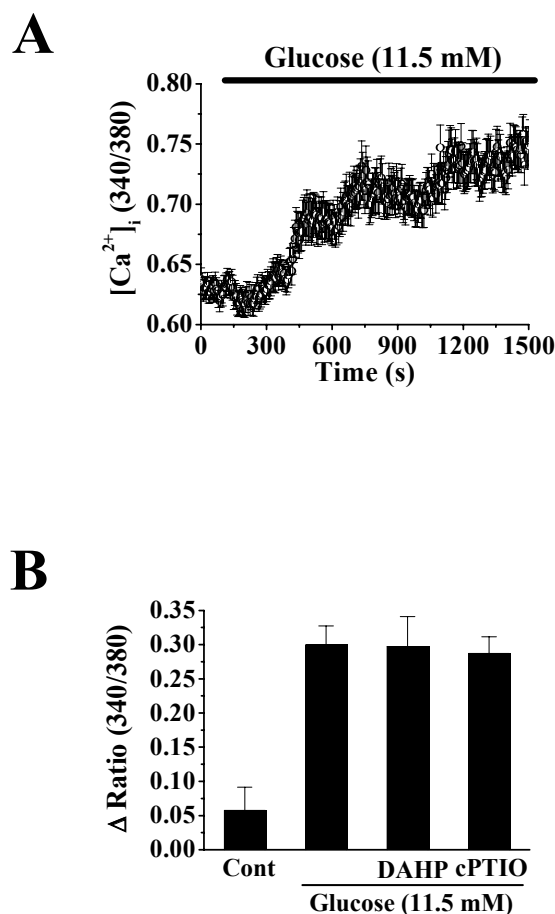 A
Glucose (11.5 mM)
[Ca2+]i (340/380)
0.80
0.75
0.70
0.65
0.60
0 300 600 900 1200 1500
Time (s)
B
Δ Ratio (340/380)
0.35
0.30
0.25
0.20
0.15
0.10
0.05
0.00
Cont DAHP cPTIO
Glucose (11.5 mM)